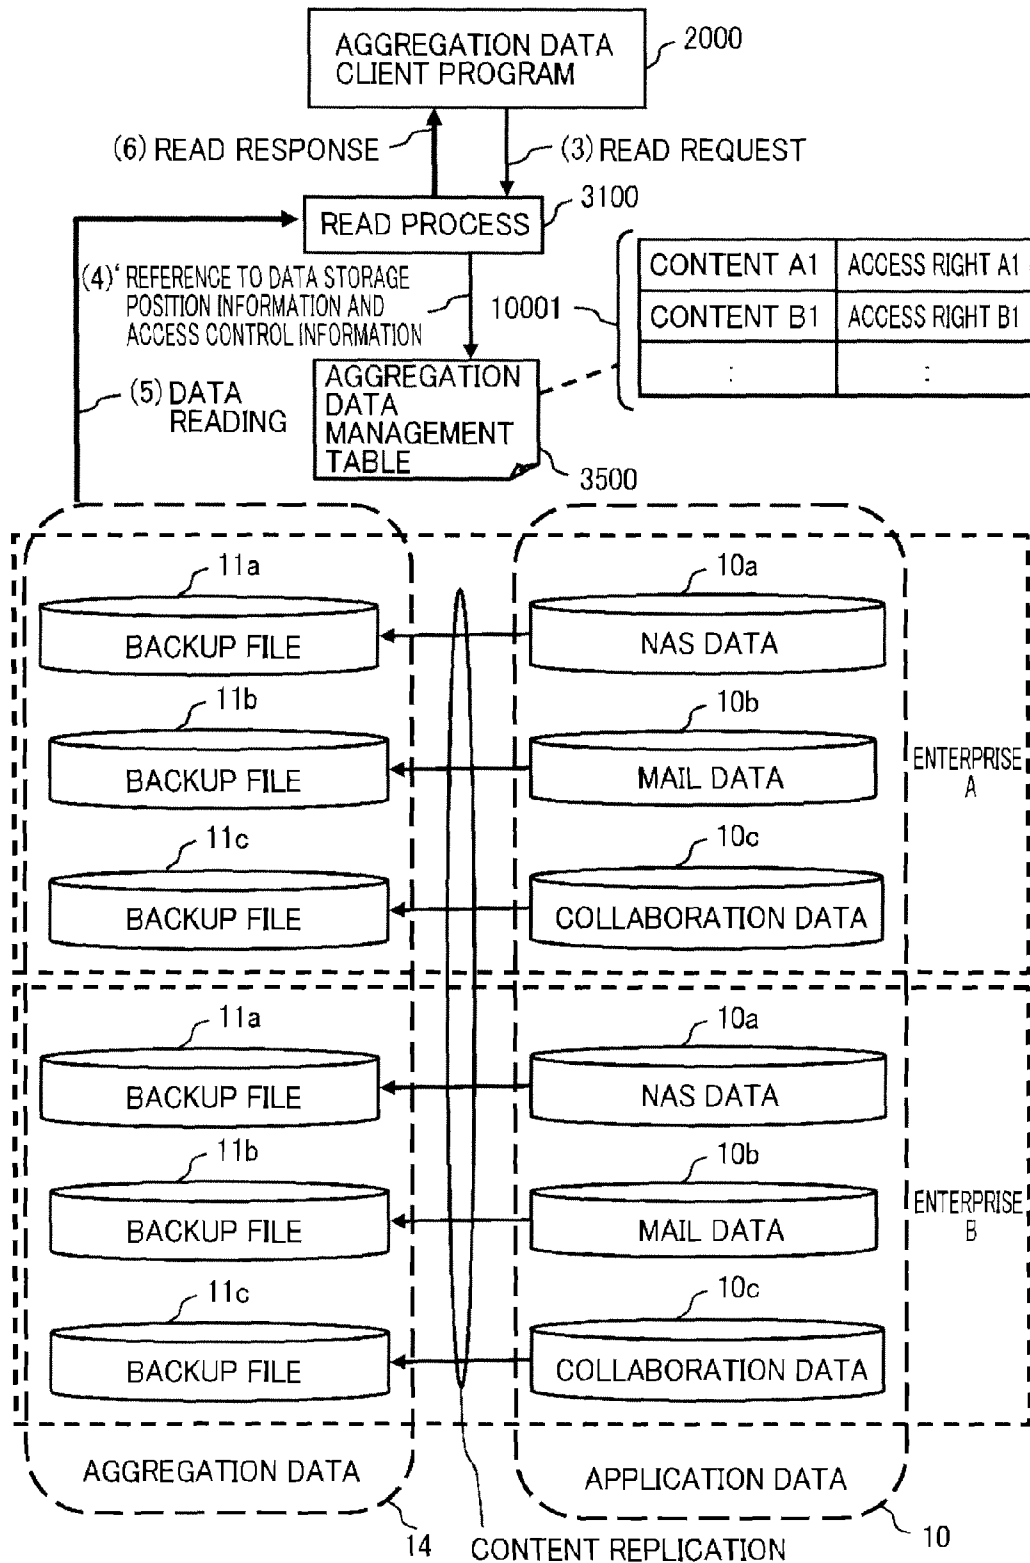 AGGREGATION DATA
CLIENT PROGRAM
2000
(6) READ RESPONSE
(3) READ REQUEST
READ PROCESS
3100
(4)' REFERENCE TO DATA STORAGE
POSITION INFORMATION AND
ACCESS CONTROL INFORMATION
10001
CONTENT A1 ACCESS RIGHT A1
CONTENT B1 ACCESS RIGHT B1
: :
(5) DATA
READING
AGGREGATION
DATA
MANAGEMENT
TABLE
3500
11a
BACKUP FILE
10a
NAS DATA
11b
BACKUP FILE
10b
MAIL DATA
ENTERPRISE
A
11c
BACKUP FILE
10c
COLLABORATION DATA
11a
BACKUP FILE
10a
NAS DATA
11b
BACKUP FILE
10b
MAIL DATA
ENTERPRISE
B
11c
BACKUP FILE
10c
COLLABORATION DATA
AGGREGATION DATA
APPLICATION DATA
14
CONTENT REPLICATION
10